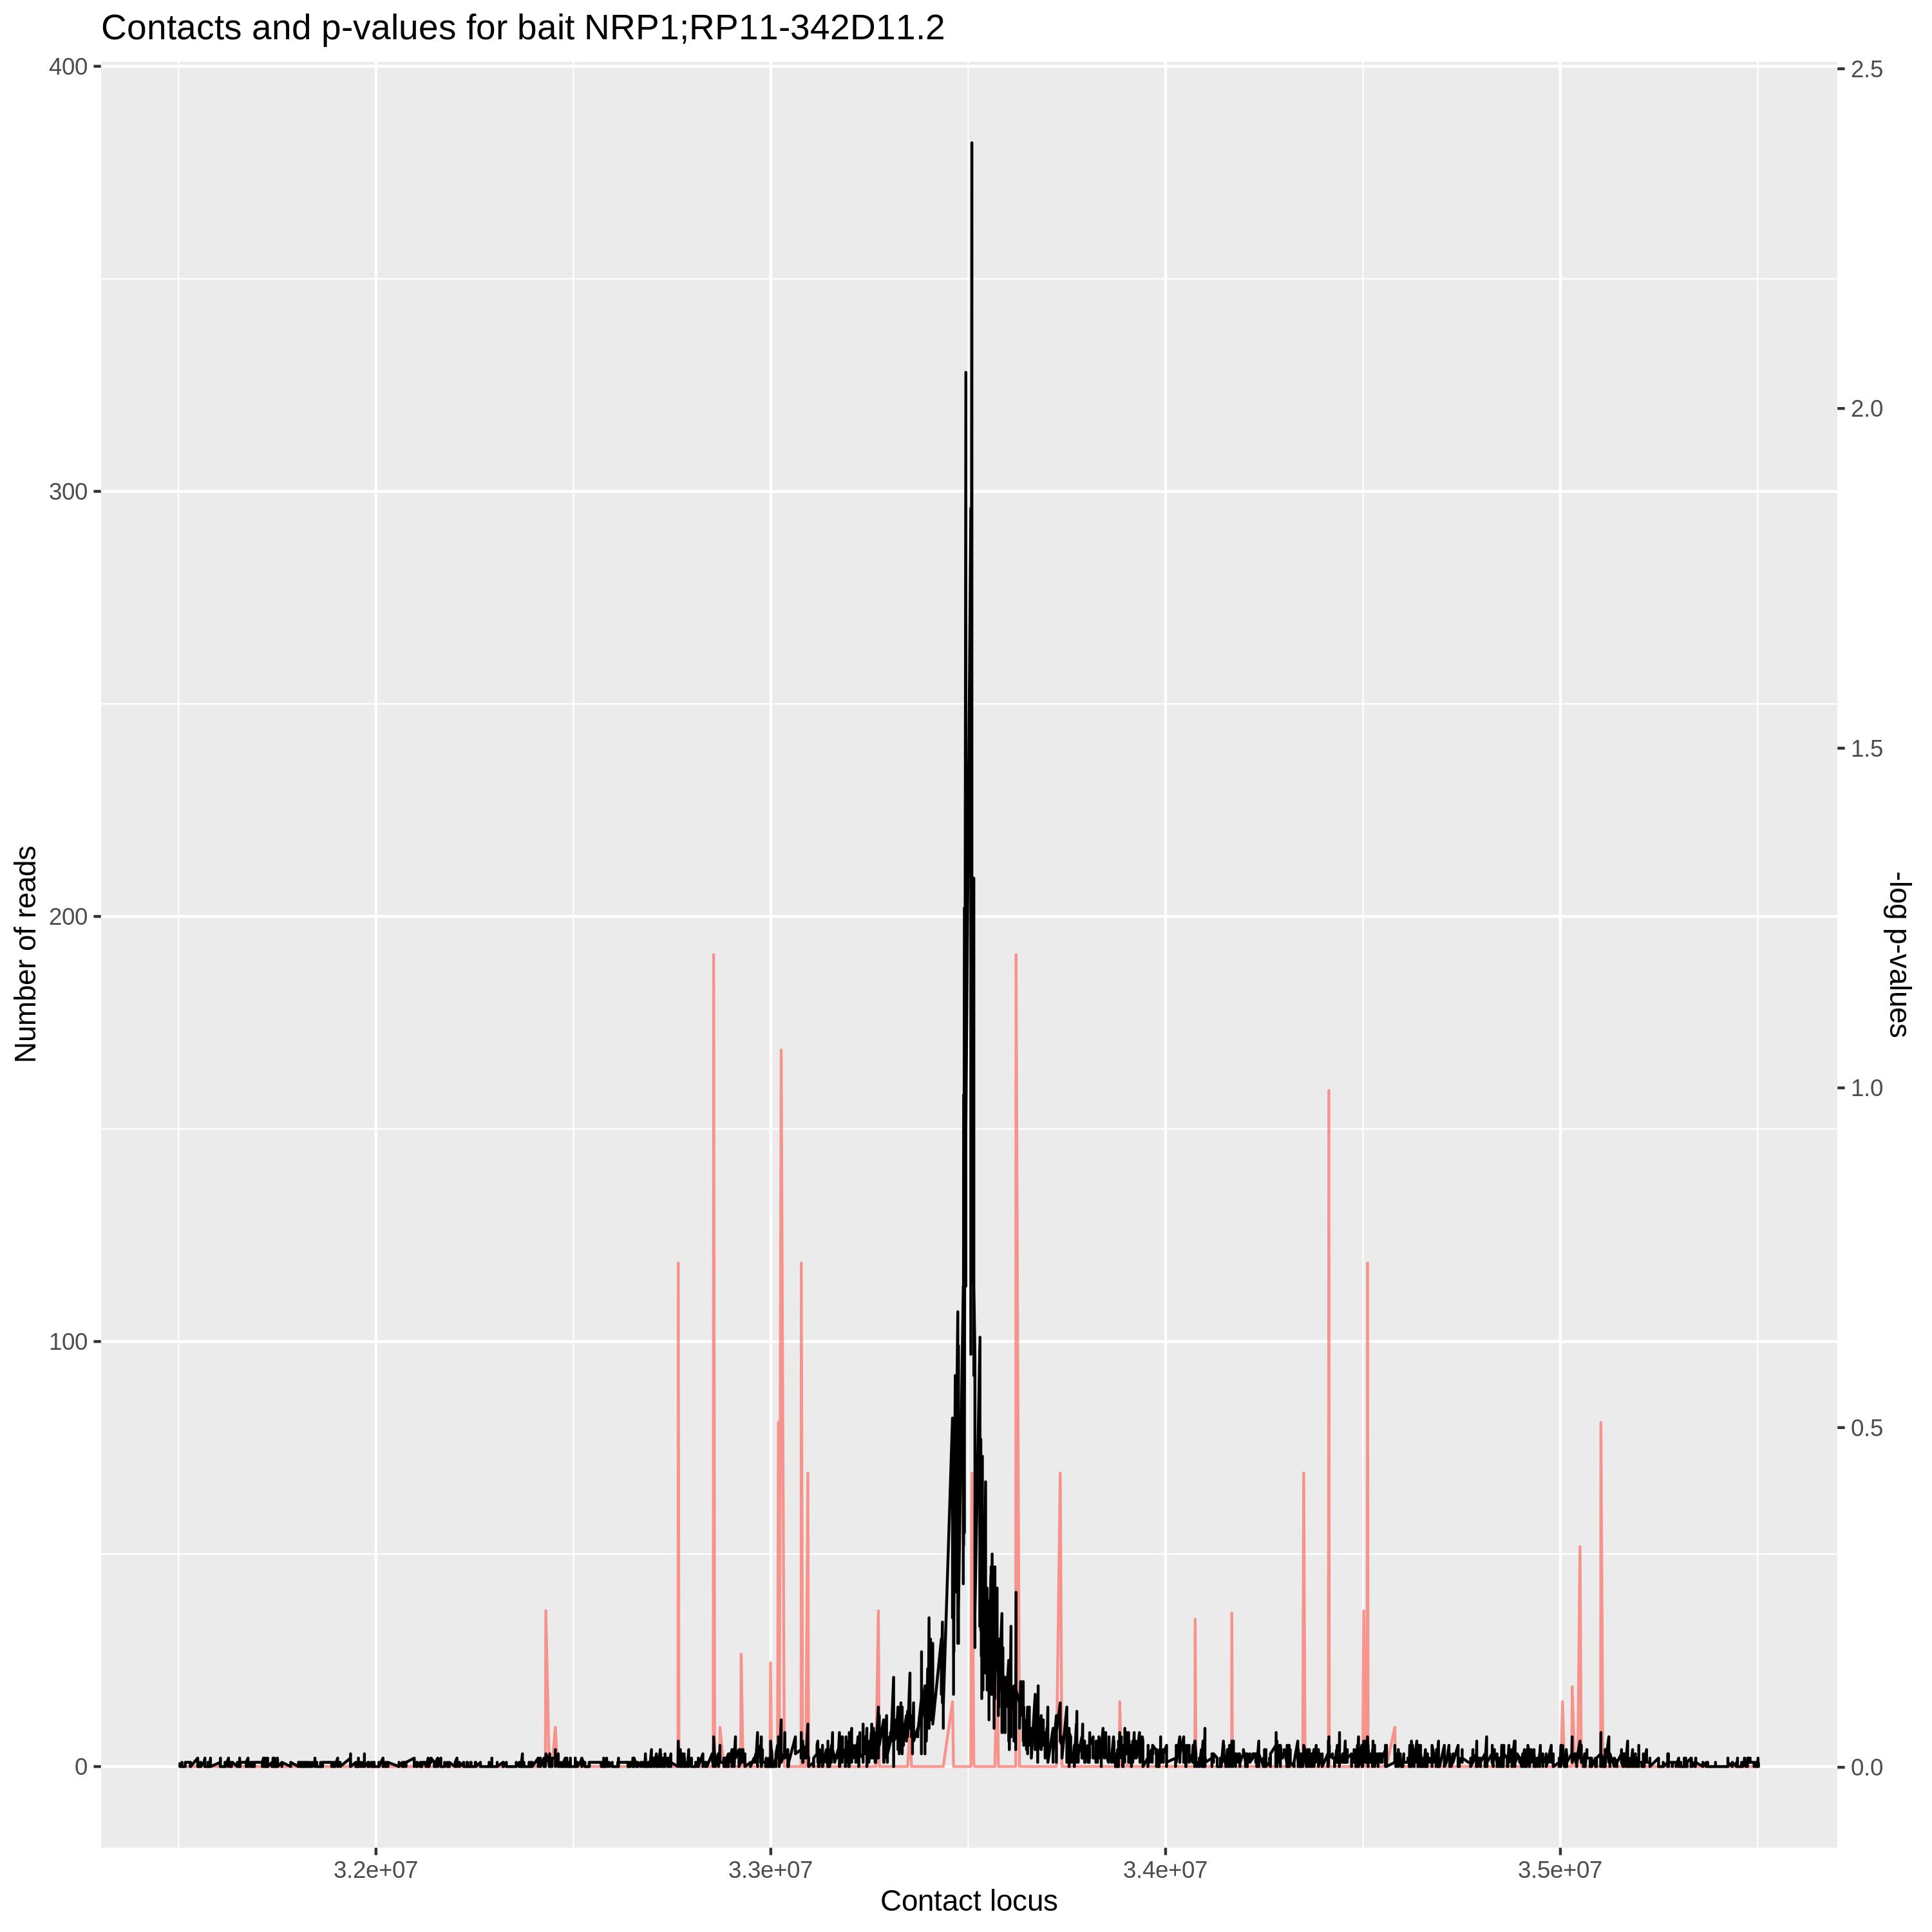 Contacts and p-values for bait NRP1;RP11-342D11.2
400
300
200
100
0
Number of reads
2.5
2.0
1.5
1.0
0.5
0.0
-log p-values
3.2e+07
3.3e+07
3.4e+07
3.5e+07
Contact locus